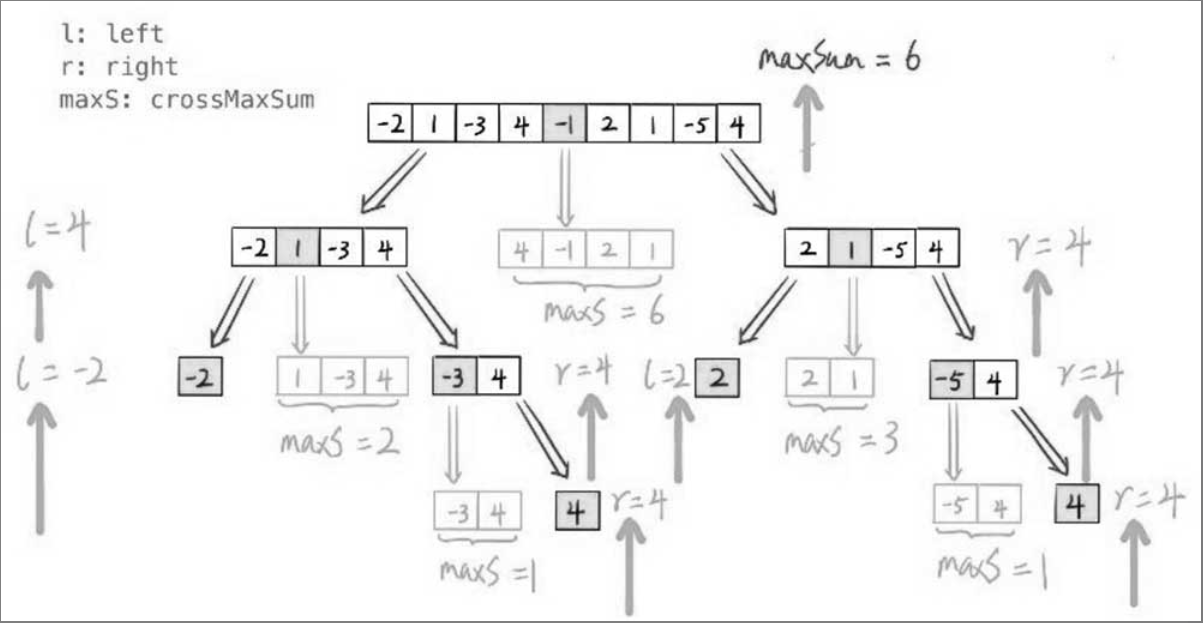 l: left
r: right
maxS: crossMaxSum
maxSum = 6
-2 1 -3 4 -1 2 1 -5 4
l=4
-2 1 -3 4
4 -1 2 1
2 1 -5 4
r=4
maxS = 6
l=-2
-2
1 -3 4
-3 4
r=4
l=2
2
2 1
-5 4
r=4
maxS = 2
maxS = 3
-3 4
4
r=4
-5 4
4
r=4
maxS =1
maxS =1